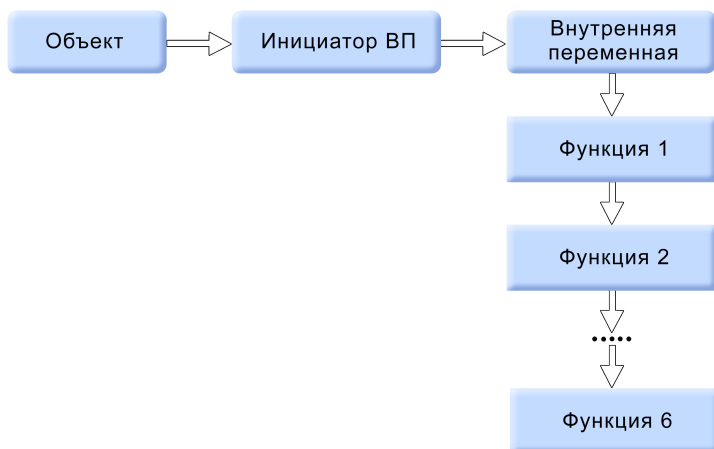 Объект
Инициатор ВП
Внутренняя
переменная
Функция 1
Функция 2
.....
Функция 6